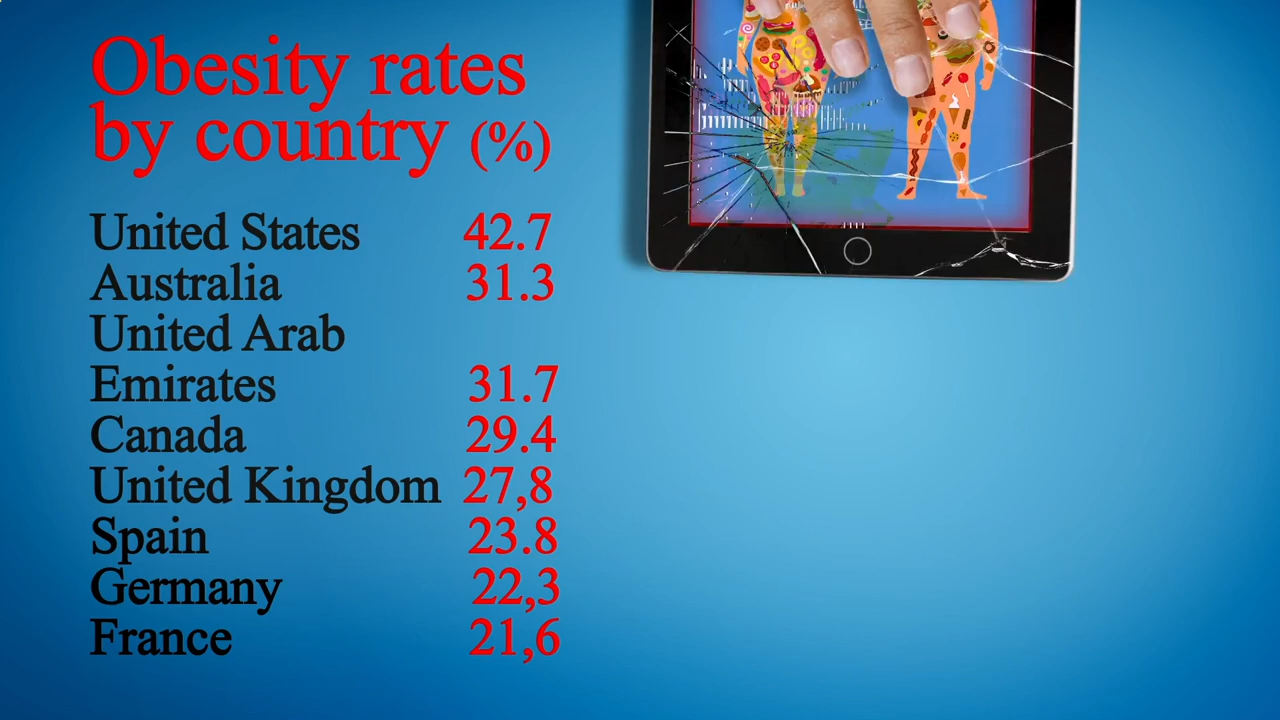 Obesity rates
by country (%)
United States 42.7
Australia 31.3
United Arab
Emirates 31.7
Canada 29.4
United Kingdom 27,8
Spain 23.8
Germany 22,3
France 21,6